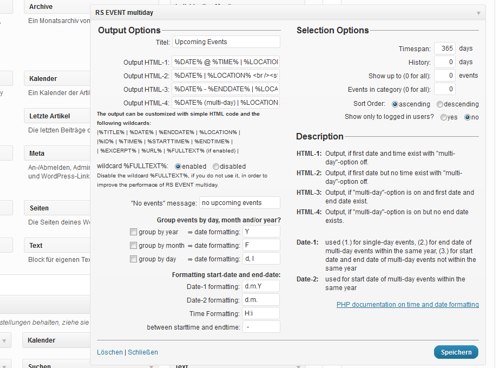 Archive
Ein Monatsarchiv von
Kalender
Ein Kalender der Arti
Letzte Artikel
Die letzten Beiträge d
Meta
An-/Abmelden, Admin
und WordPress-Link
Seiten
Die Seiten deines W
Text
Block für eigenen Te
stellungen behalten, ziehe sie
Kalender
Suchen
Text
RS EVENT multiday
Output Options
Titel: Upcoming Events
Output HTML-1: %DATE% @ %TIME% | %LOCATIO
Output HTML-2: %DATE% | %LOCATION% <br /><s
Output HTML-3: %DATE% - %ENDDATE% | %LOCA
Output HTML-4: %DATE% (multi-day) | %LOCATION
The output can be customized with simple HTML code and the
following wildcards:
|%TITLE% | %DATE% | %ENDDATE% | %LOCATION% |
|%ID% | %TIME% | %STARTTIME% | %ENDTIME% |
| %EXCERPT% | %URL% | %FULLTEXT% (if enabled) |
wildcard %FULLTEXT%: enabled disabled
Disable the wildcard %FULLTEXT%, if you do not use it, in order to
improve the performace of RS EVENT multiday
"No events" message: no upcoming events
Group events by day, month and/or year?
group by year = date formatting: Y
group by month = date formatting: F
group by day = date formatting: d, l
Formatting start-date and end-date:
Date-1 formatting: d.m.Y
Date-2 formatting: d.m.
Time Formatting: H:i
between starttime and endtime: -
Löschen | Schließen
Selection Options
Timespan: 365 days
History: 0 days
Show up to (0 for all): 0 events
Events in category (0 for all): 0
Sort Order: ascending descending
Show only to logged in users? yes no
Description
HTML-1: Output, if first date and time exist with "multi-
day"-option off.
HTML-2: Output, if first date but no time exist with "multi-
day"-option off.
HTML-3: Output, if "multi-day"-option is on and first date and
end date exist.
HTML-4: Output, if "multi-day"-option is on but no end date
exists.
Date-1: used (1.) for single-day events, (2.) for end date of
multi-day events within the same year, (3.) for start
date and end date of multi-day events not within the
same year
Date-2: used for start date of multi-day events within the
same year
PHP documentation on time and date formatting
Speichern